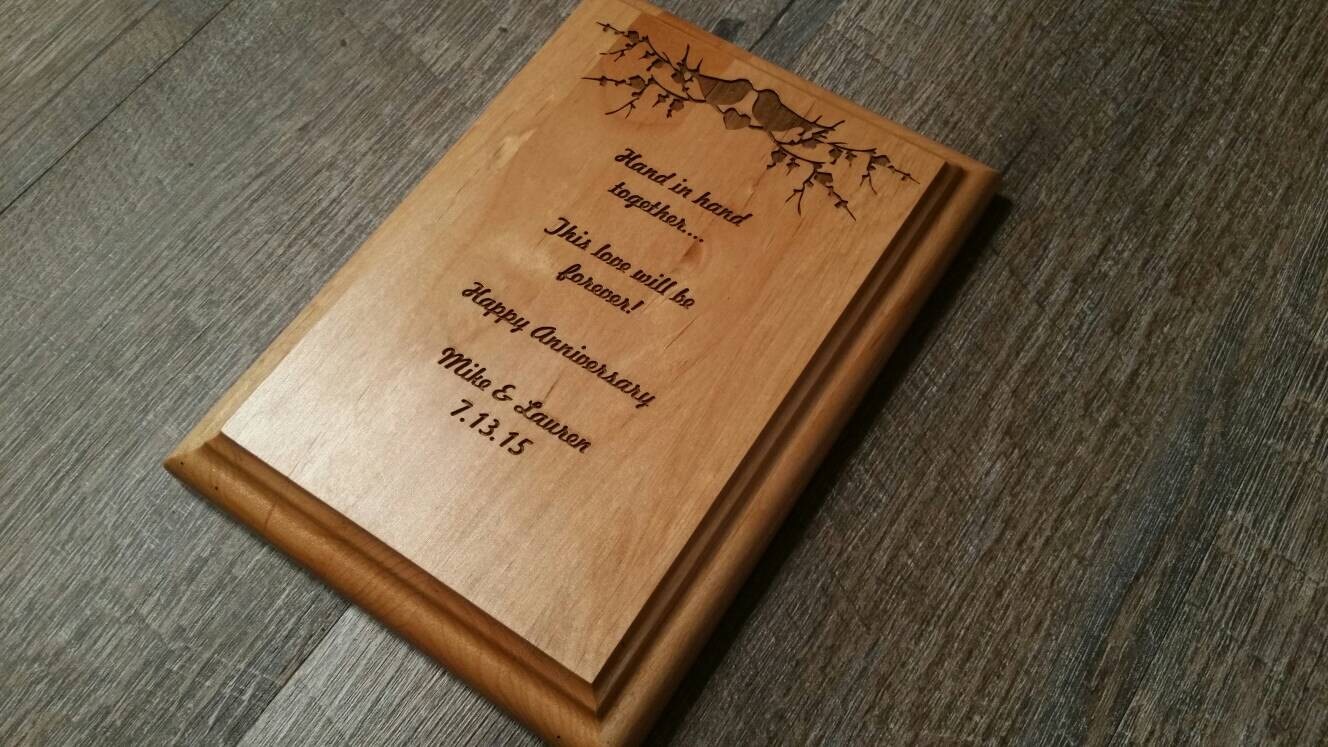 Hand in hand
together....
This love will be
forever!
Happy Anniversary
Mike & Lauren
7.13.15